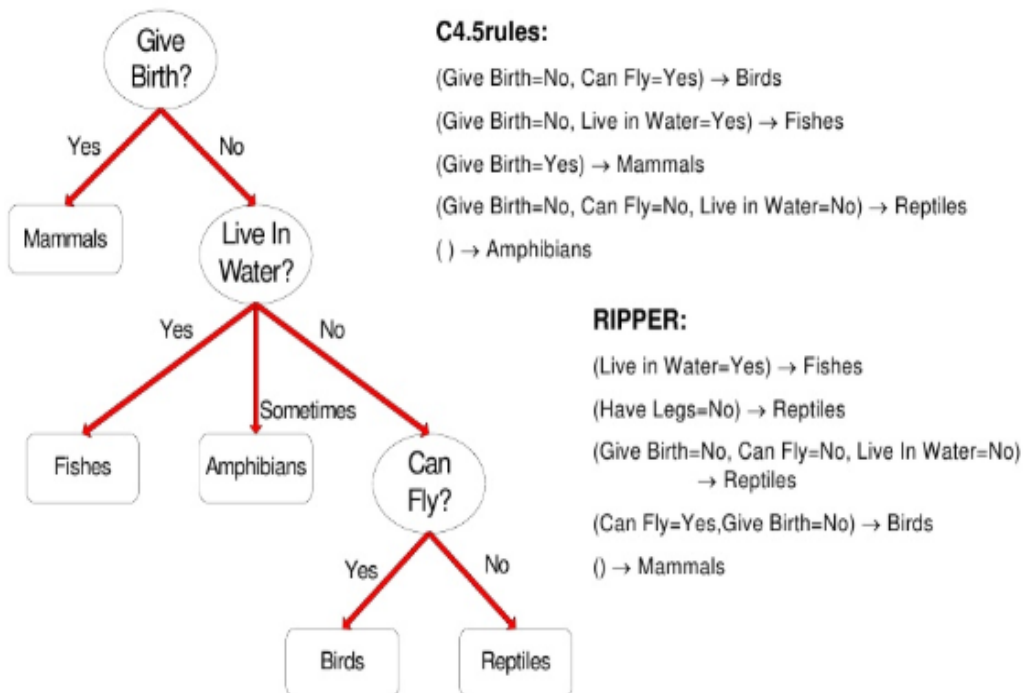 Give
Birth?
Yes
No
Mammals
Live In
Water?
Yes
Sometimes
No
Fishes
Amphibians
Can
Fly?
Yes
No
Birds
Reptiles
C4.5rules:
(Give Birth=No, Can Fly=Yes) → Birds
(Give Birth=No, Live in Water=Yes) → Fishes
(Give Birth=Yes) → Mammals
(Give Birth=No, Can Fly=No, Live in Water=No) → Reptiles
( ) → Amphibians
RIPPER:
(Live in Water=Yes) → Fishes
(Have Legs=No) → Reptiles
(Give Birth=No, Can Fly=No, Live In Water=No)
→ Reptiles
(Can Fly=Yes,Give Birth=No) → Birds
() → Mammals